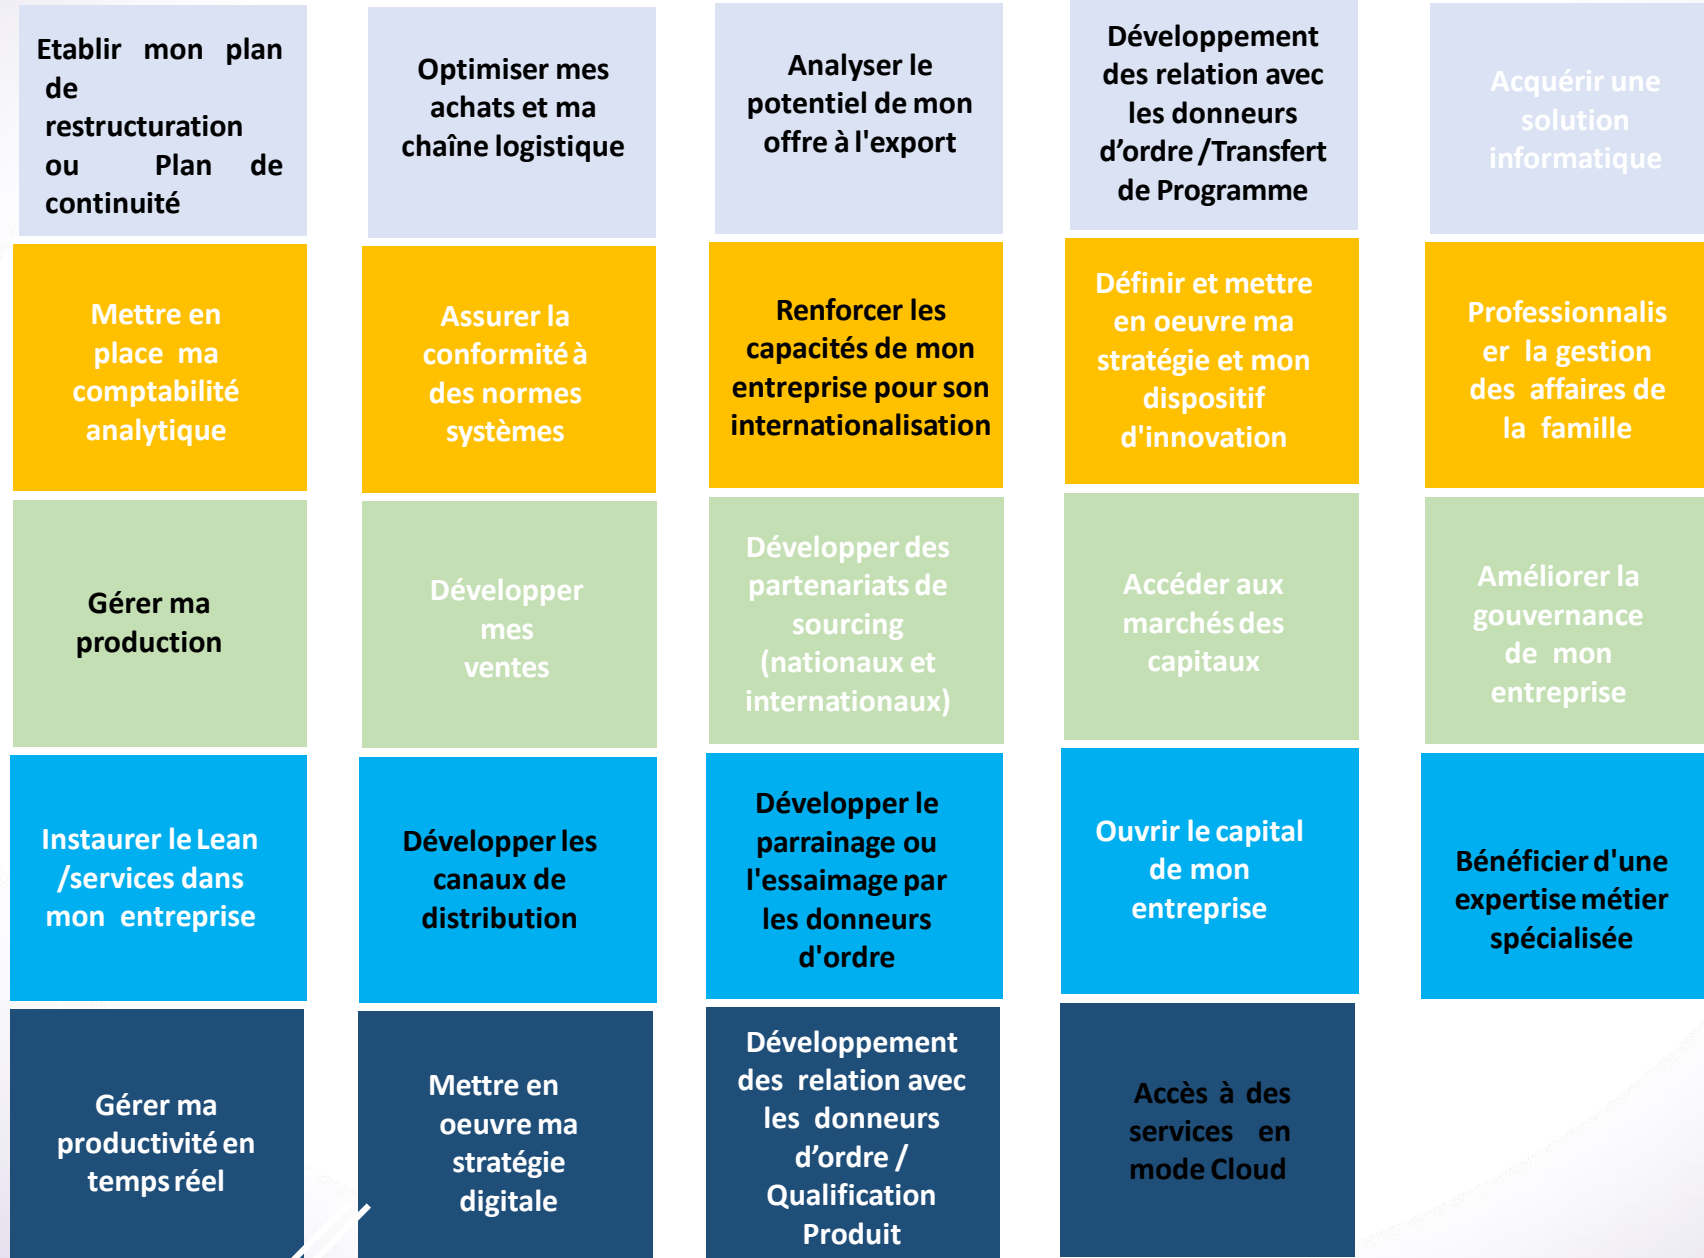 Etablir mon plan
de
restructuration
ou Plan de
continuité
Optimiser mes
achats et ma
chaîne logistique
Analyser le
potentiel de mon
offre à l'export
Développement
des relation avec
les donneurs
d’ordre /Transfert
de Programme
Acquérir une
solution
informatique
Mettre en
place ma
comptabilité
analytique
Assurer la
conformité à
des normes
systèmes
Renforcer les
capacités de mon
entreprise pour son
internationalisation
Définir et mettre
en oeuvre ma
stratégie et mon
dispositif
d'innovation
Professionnalis
er la gestion
des affaires de
la famille
Gérer ma
production
Développer
mes
ventes
Développer des
partenariats de
sourcing
(nationaux et
internationaux)
Accéder aux
marchés des
capitaux
Améliorer la
gouvernance
de mon
entreprise
Instaurer le Lean
/services dans
mon entreprise
Développer les
canaux de
distribution
Développer le
parrainage ou
l'essaimage par
les donneurs
d'ordre
Ouvrir le capital
de mon
entreprise
Bénéficier d'une
expertise métier
spécialisée
Gérer ma
productivité en
temps réel
Mettre en
oeuvre ma
stratégie
digitale
Développement
des relation avec
les donneurs
d’ordre /
Qualification
Produit
Accès à des
services en
mode Cloud